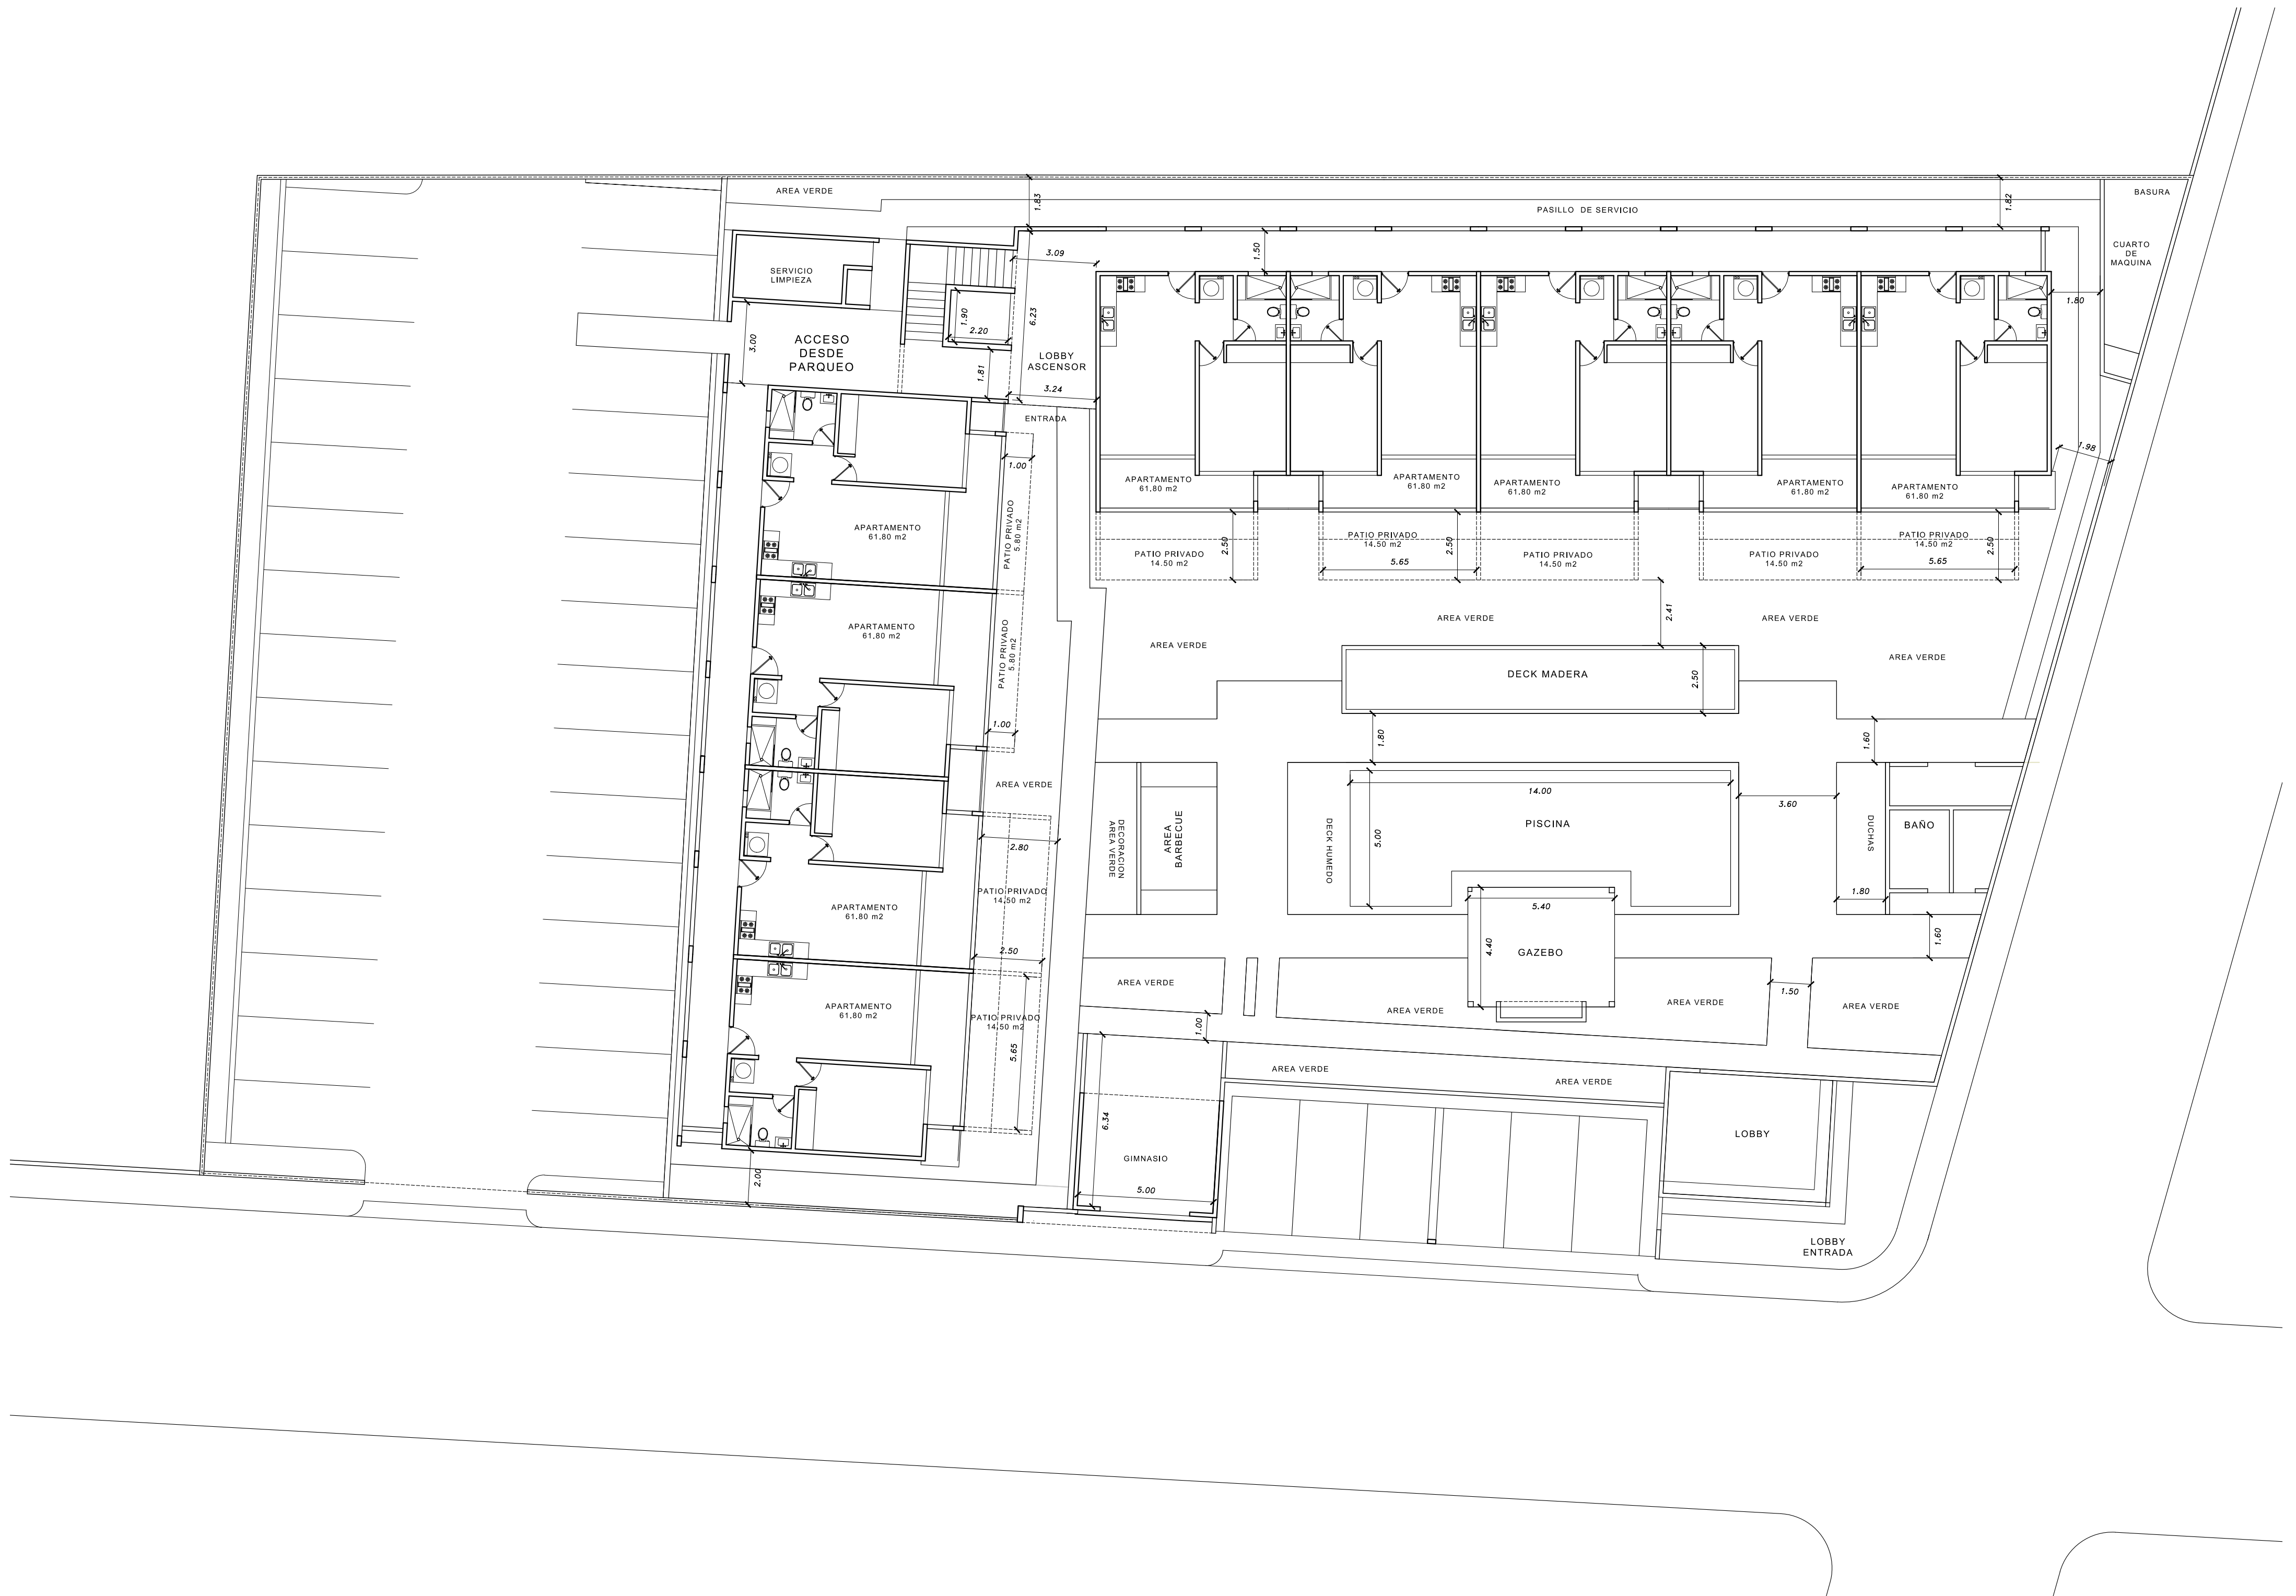 AREA VERDE
1.83
1.82
BASURA
PASILLO DE SERVICIO
CUARTO
DE
MAQUINA
3.09
1.50
SERVICIO
LIMPIEZA
1.90
2.20
6.23
1.80
3.00
ACCESO
DESDE
PARQUEO
LOBBY
ASCENSOR
1.81
3.24
ENTRADA
1.98
1.00
APARTAMENTO
61,80 m2
APARTAMENTO
61,80 m2
APARTAMENTO
61,80 m2
APARTAMENTO
61,80 m2
APARTAMENTO
61,80 m2
PATIO PRIVADO
14.50 m2
2.50
PATIO PRIVADO
14.50 m2
2.50
5.65
PATIO PRIVADO
14.50 m2
PATIO PRIVADO
14.50 m2
PATIO PRIVADO
14.50 m2
2.50
5.65
APARTAMENTO
61,80 m2
PATIO PRIVADO
5.80 m2
APARTAMENTO
61,80 m2
PATIO PRIVADO
5.80 m2
1.00
2.41
AREA VERDE
AREA VERDE
AREA VERDE
AREA VERDE
DECK MADERA
2.50
1.80
1.60
AREA VERDE
2.80
14.00
3.60
5.00
PISCINA
DECK HUMEDO
DECORACION
AREA VERDE
AREA
BARBECUE
DUCHAS
BAÑO
1.80
APARTAMENTO
61,80 m2
PATIO PRIVADO
14.50 m2
2.50
5.40
4.40
GAZEBO
1.60
AREA VERDE
1.50
AREA VERDE
AREA VERDE
AREA VERDE
APARTAMENTO
61,80 m2
PATIO PRIVADO
14.50 m2
5.65
1.00
AREA VERDE
AREA VERDE
6.34
GIMNASIO
5.00
LOBBY
2.00
LOBBY
ENTRADA